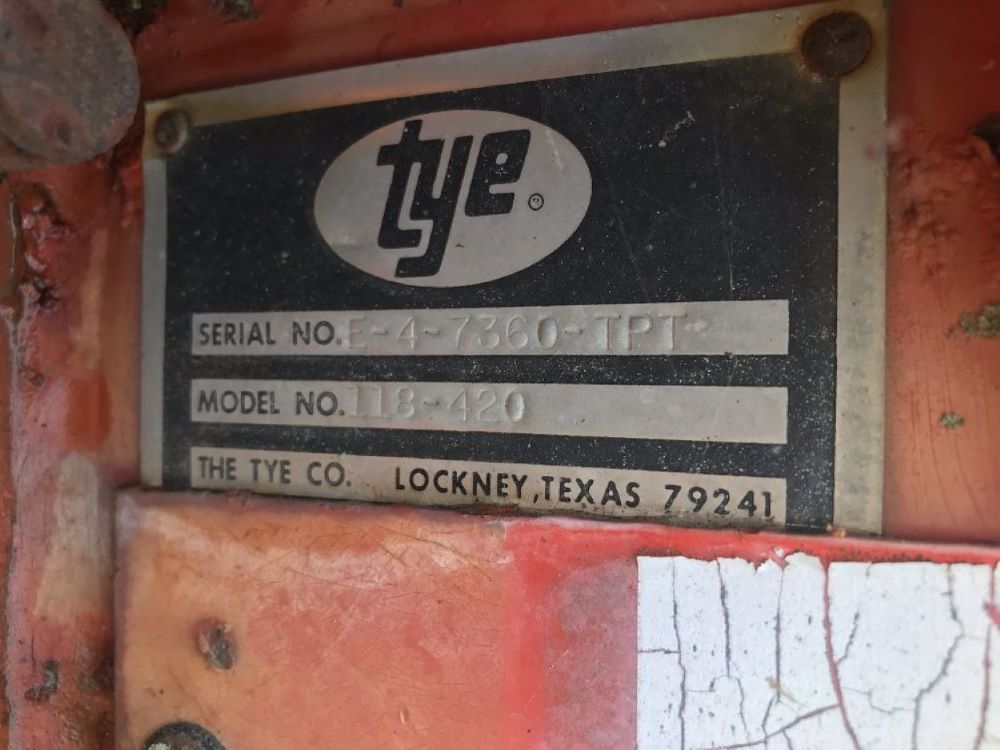 tye ®
SERIAL NO. E-4-7360-TPT
MODEL NO. 118-420
THE TYE CO. LOCKNEY, TEXAS 79241